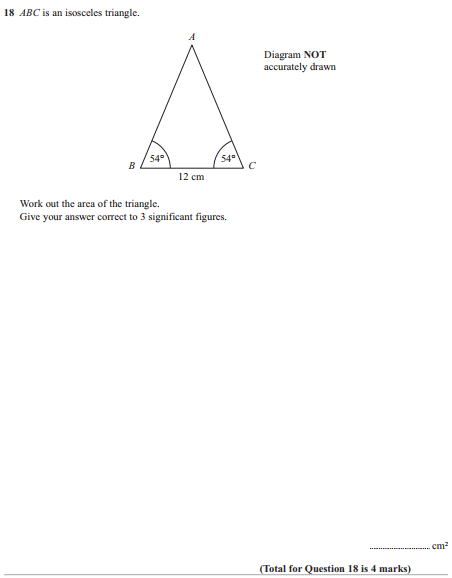 18 ABC is an isosceles triangle.
A
Diagram NOT
accurately drawn
B 54° 54° C
12 cm
Work out the area of the triangle.
Give your answer correct to 3 significant figures.
.............................. cm²
(Total for Question 18 is 4 marks)